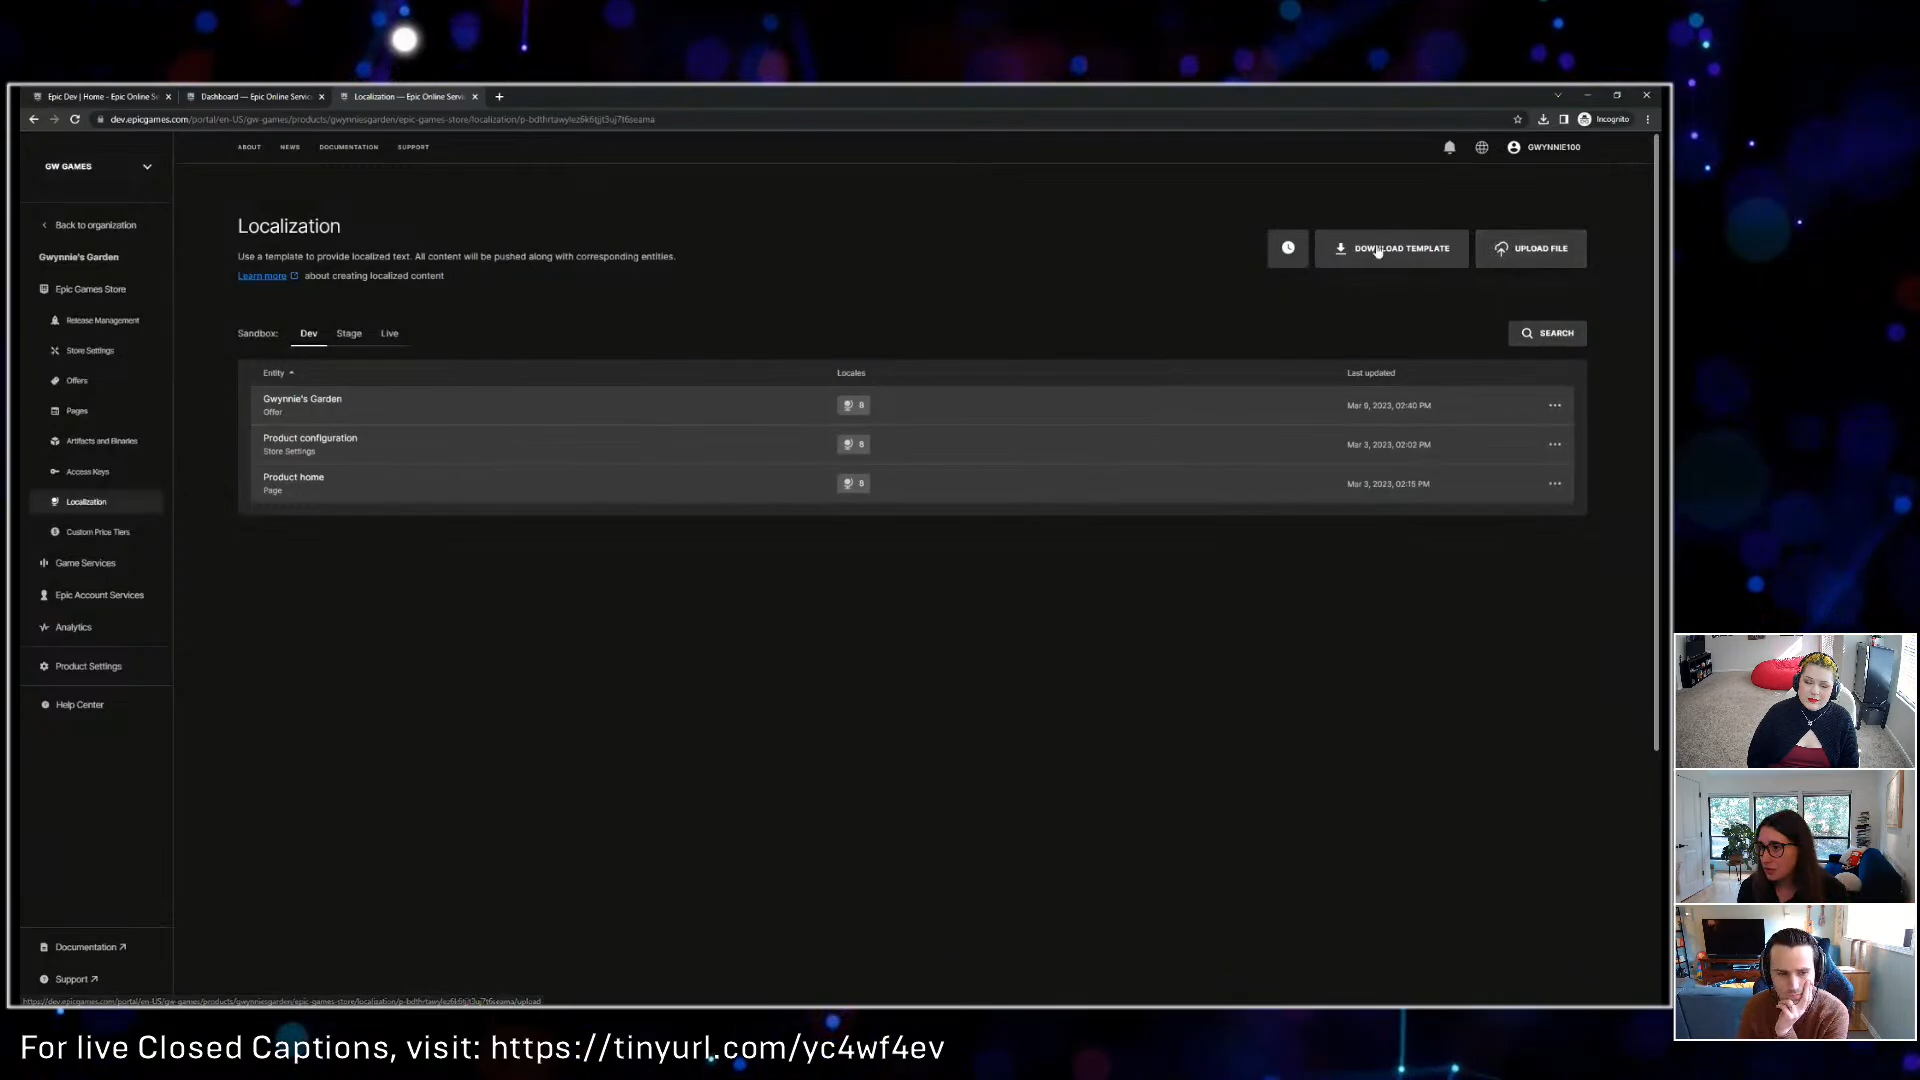 Epic Dev | Home - Epic Online Se
Dashboard — Epic Online Servic
Localization — Epic Online Servi
dev.epicgames.com/portal/en-US/gw-games/products/gwynniesgarden/epic-games-store/localization/
Incognito
GW GAMES
ABOUT NEWS DOCUMENTATION SUPPORT
GWYNNIE100
Back to organization
Gwynnie's Garden
Epic Games Store
Release Management
Store Settings
Offers
Pages
Artifacts and Binaries
Access Keys
Localization
Custom Price Tiers
Game Services
Epic Account Services
Analytics
Product Settings
Help Center
Documentation
Support
Localization
Use a template to provide localized text. All content will be pushed along with corresponding entities.
Learn more about creating localized content
DOWNLOAD TEMPLATE
UPLOAD FILE
Sandbox: Dev Stage Live
SEARCH
Entity Locales Last updated
Gwynnie's Garden
Offer
8
Mar 9, 2023, 02:40 PM
Product configuration
Store Settings
8
Mar 3, 2023, 02:02 PM
Product home
Page
8
Mar 3, 2023, 02:15 PM
For live Closed Captions, visit: https://tinyurl.com/yc4wf4ev